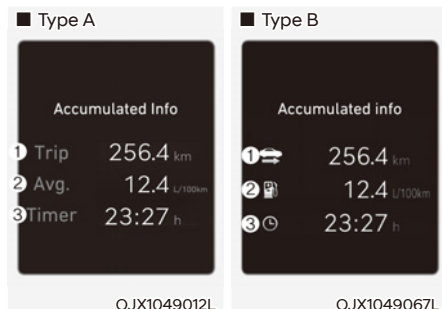 ■ Type A
Accumulated Info
1 Trip 256.4 km
2 Avg. 12.4 L/100km
3 Timer 23:27 h
OJX1049012L
■ Type B
Accumulated info
1 256.4 km
2 12.4 L/100km
3 23:27 h
OJX1049067L